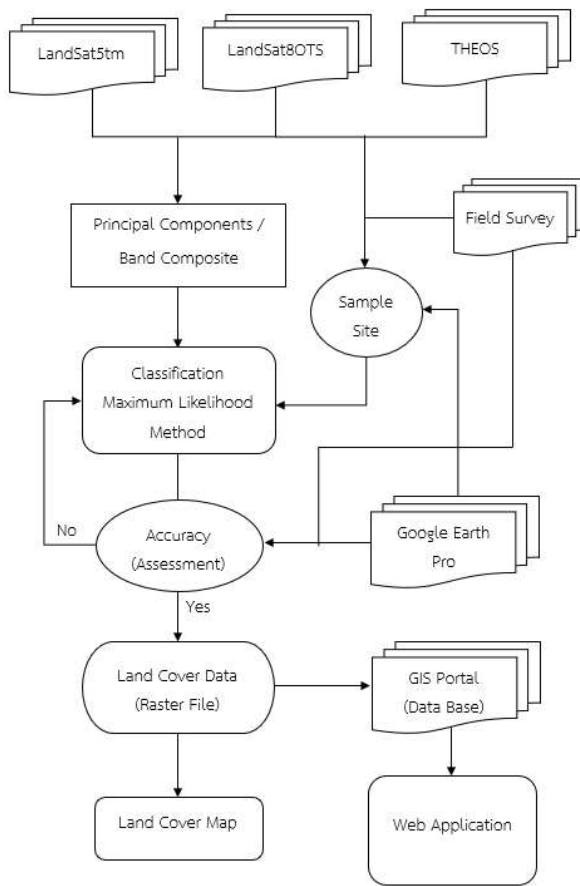 LandSat5tm
LandSat8OTS
THEOS
Principal Components /
Band Composite
Field Survey
Sample
Site
Classification
Maximum Likelihood
Method
No
Accuracy
(Assessment)
Google Earth
Pro
Yes
Land Cover Data
(Raster File)
GIS Portal
(Data Base)
Land Cover Map
Web Application